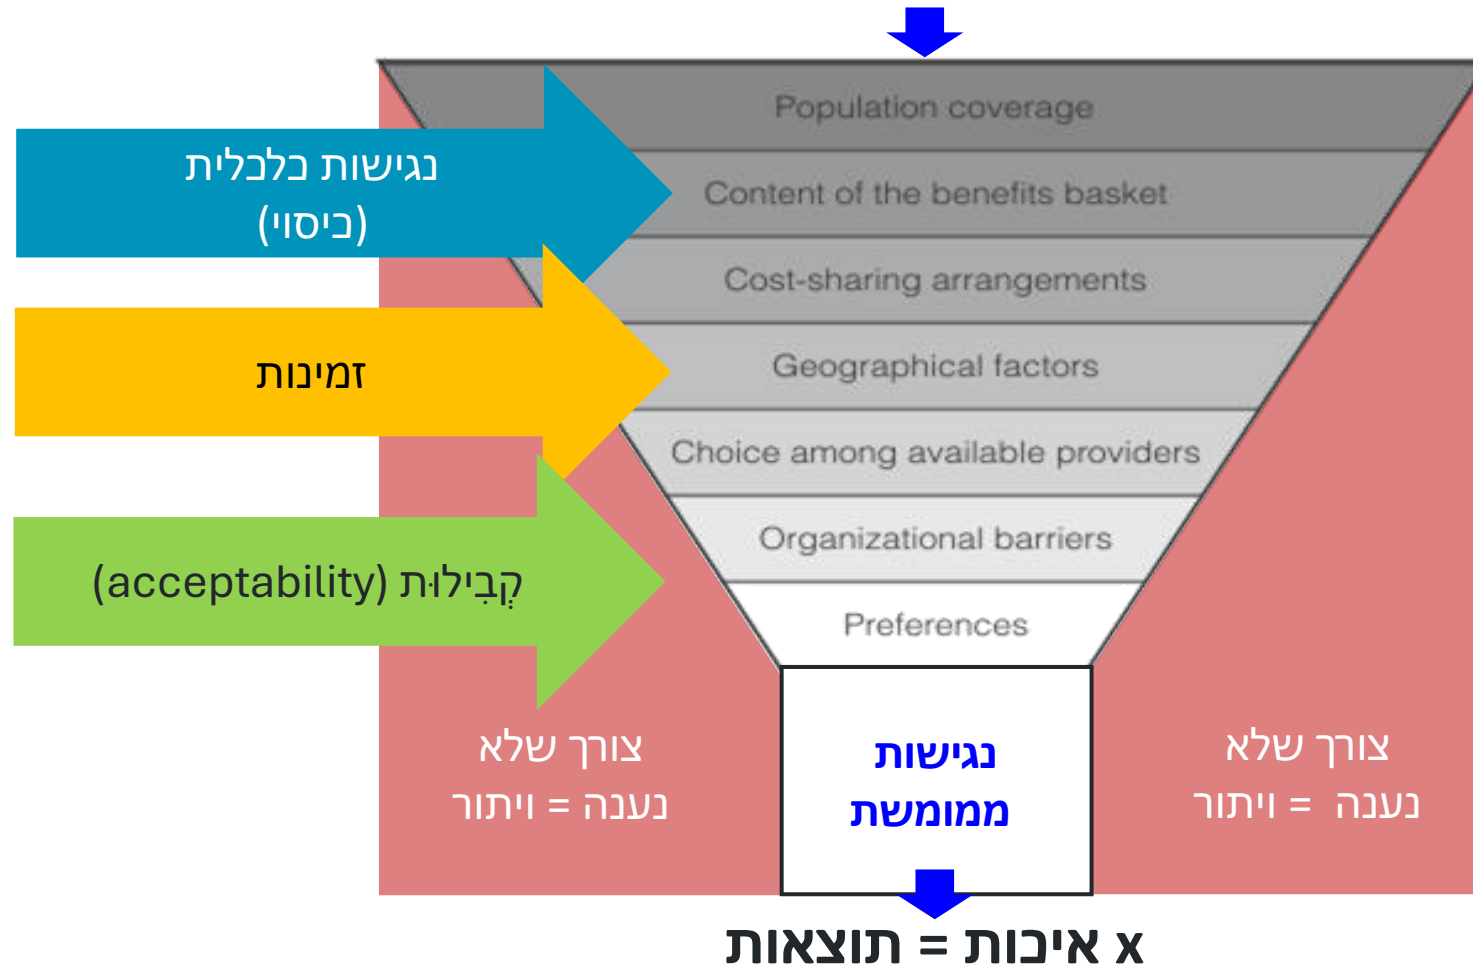 Population coverage
Content of the benefits basket
Cost-sharing arrangements
Geographical factors
Choice among available providers
Organizational barriers
Preferences
נגישות כלכלית
(כיסוי)
זמינות
קְבִילוּת (acceptability)
צורך שלא
נענה = ויתור
נגישות
ממומשת
צורך שלא
נענה = ויתור
x איכות = תוצאות